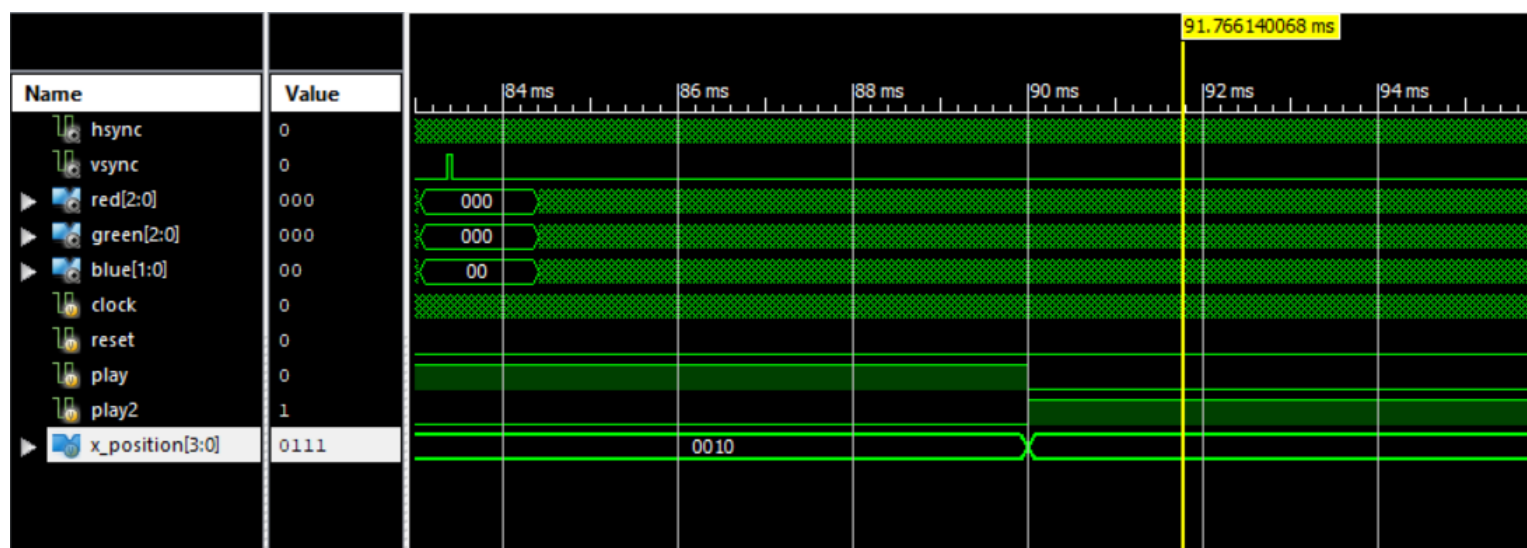 91.766140068 ms
Name Value 84 ms 86 ms 88 ms 90 ms 92 ms 94 ms
hsync 0
vsync 0
red[2:0] 000 000
green[2:0] 000 000
blue[1:0] 00 00
clock 0
reset 0
play 0
play2 1
x_position[3:0] 0111 0010